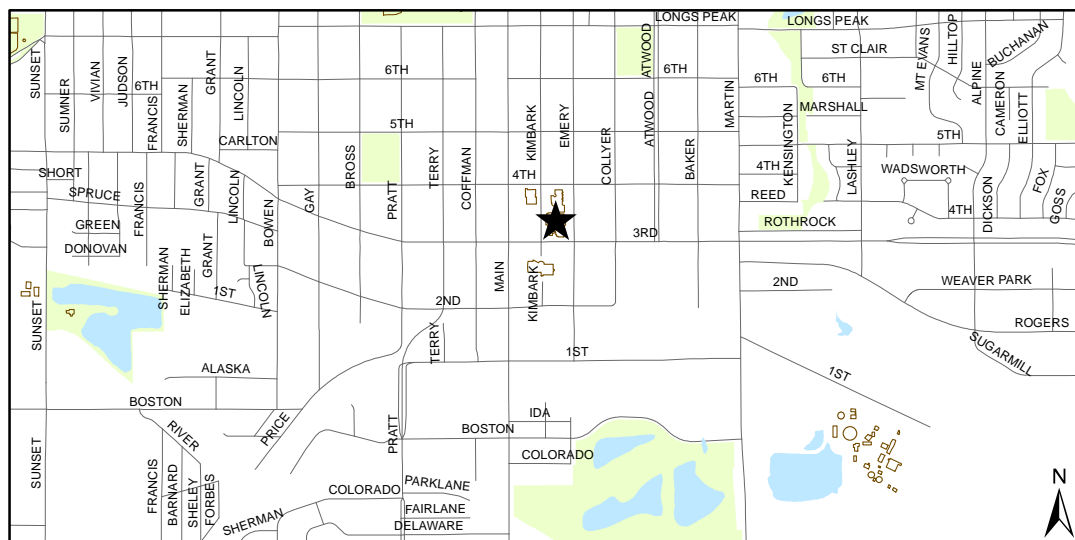 LONGS PEAK
LONGS PEAK
ST CLAIR
BUCHANAN
HILLTOP
MT EVANS
ALPINE
CAMERON
ELLIOTT
SUNSET
SUMNER
VIVIAN
JUDSON
6TH
FRANCIS
SHERMAN
GRANT
LINCOLN
6TH
6TH
ATWOOD
6TH
6TH
MARTIN
MARSHALL
CARLTON
5TH
KIMBARK
EMERY
COLLYER
ATWOOD
BAKER
5TH
KENSINGTON
LASHLEY
BROSS
TERRY
COFFMAN
PRATT
4TH
4TH
WADSWORTH
SHORT
SPRUCE
GRANT
LINCOLN
GAY
REED
4TH
DICKSON
FOX
GOSS
GREEN
FRANCIS
BOWEN
ROTHROCK
3RD
DONOVAN
SHERMAN
ELIZABETH
GRANT
LINCOLN
1ST
MAIN
KIMBARK
2ND
2ND
WEAVER PARK
SUNSET
TERRY
1ST
ROGERS
SUGARMILL
ALASKA
1ST
BOSTON
RIVER
PRICE
PRATT
IDA
BOSTON
COLORADO
SUNSET
FRANCIS
BARNARD
SHELEY
FORBES
SHERMAN
COLORADO
PARKLANE
FAIRLANE
DELAWARE
N